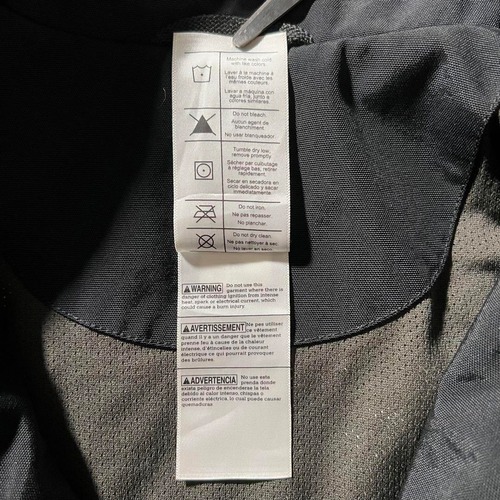 Machine wash cold
with like colors.
Laver à la machine à
l'eau froide avec les
mêmes couleurs.
Lavar a máquina con
agua fría, junto a
colores similares.
Do not bleach.
Aucun agent de
blanchiment.
No usar blanqueador.
Tumble dry low,
remove promptly.
Sécher par culbutage
à réglage bas; retirer
rapidement.
Secar en secadora en
ciclo delicado y secar
inmediatamente.
Do not iron.
Ne pas repasser.
No planchar.
Do not dry clean.
Ne pas nettoyer à sec.
No lavar en seco.
WARNING Do not use this
garment where there is
danger of clothing ignition from intense
heat, spark or electrical current, which
could cause a burn injury.
AVERTISSEMENT Ne pas utiliser
ce vêtement
quand il y a un danger que le vêtement
prenne feu à cause de la chaleur
intense, d'étincelles ou de courant
électrique ce qui pourrait provoquer
des brûlures.
ADVERTENCIA No use esta
prenda donde
exista peligro de encenderse la tela
debido al calor intenso, chispas o
corriente eléctrica, lo cual puede causar
quemaduras